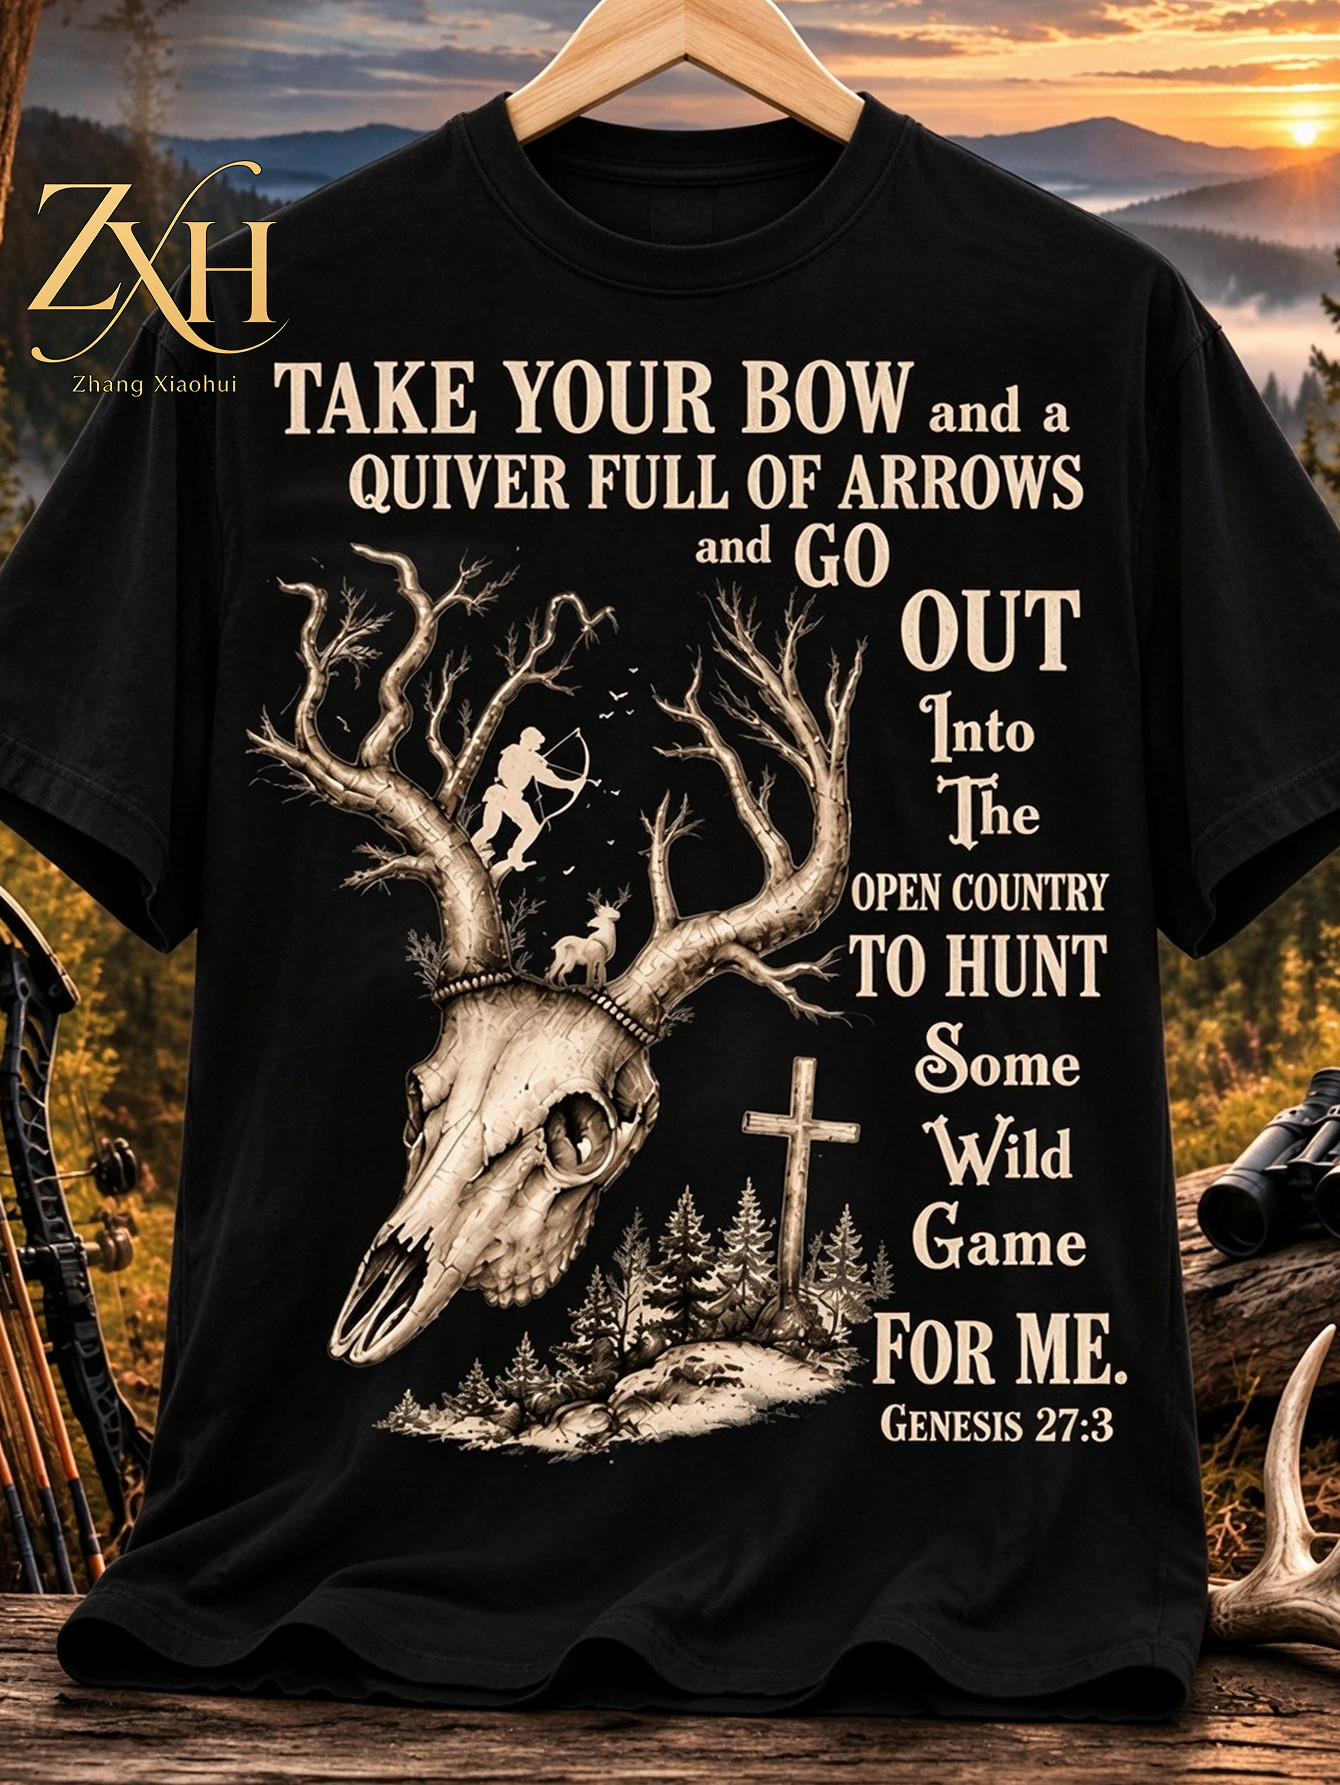 ZXH
Zhang Xiaohui
TAKE YOUR BOW and a
QUIVER FULL OF ARROWS
and GO
OUT
Into
The
OPEN COUNTRY
TO HUNT
Some
Wild
Game
FOR ME.
GENESIS 27:3